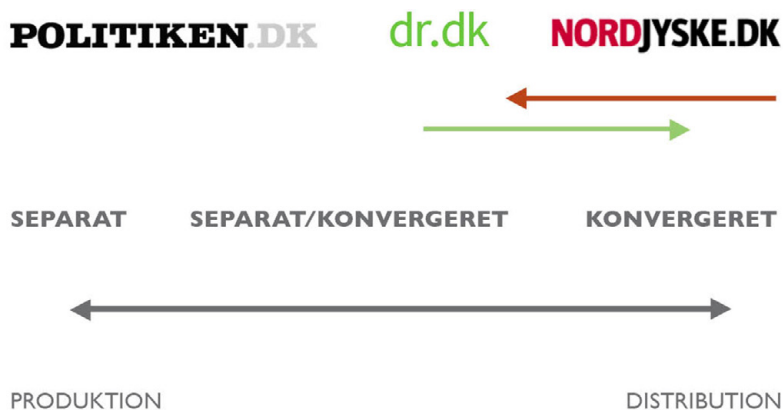 POLITIKEN.DK dr.dk NORDJYSKE.DK
SEPARAT SEPARAT/KONVERGERET KONVERGERET
PRODUKTION DISTRIBUTION